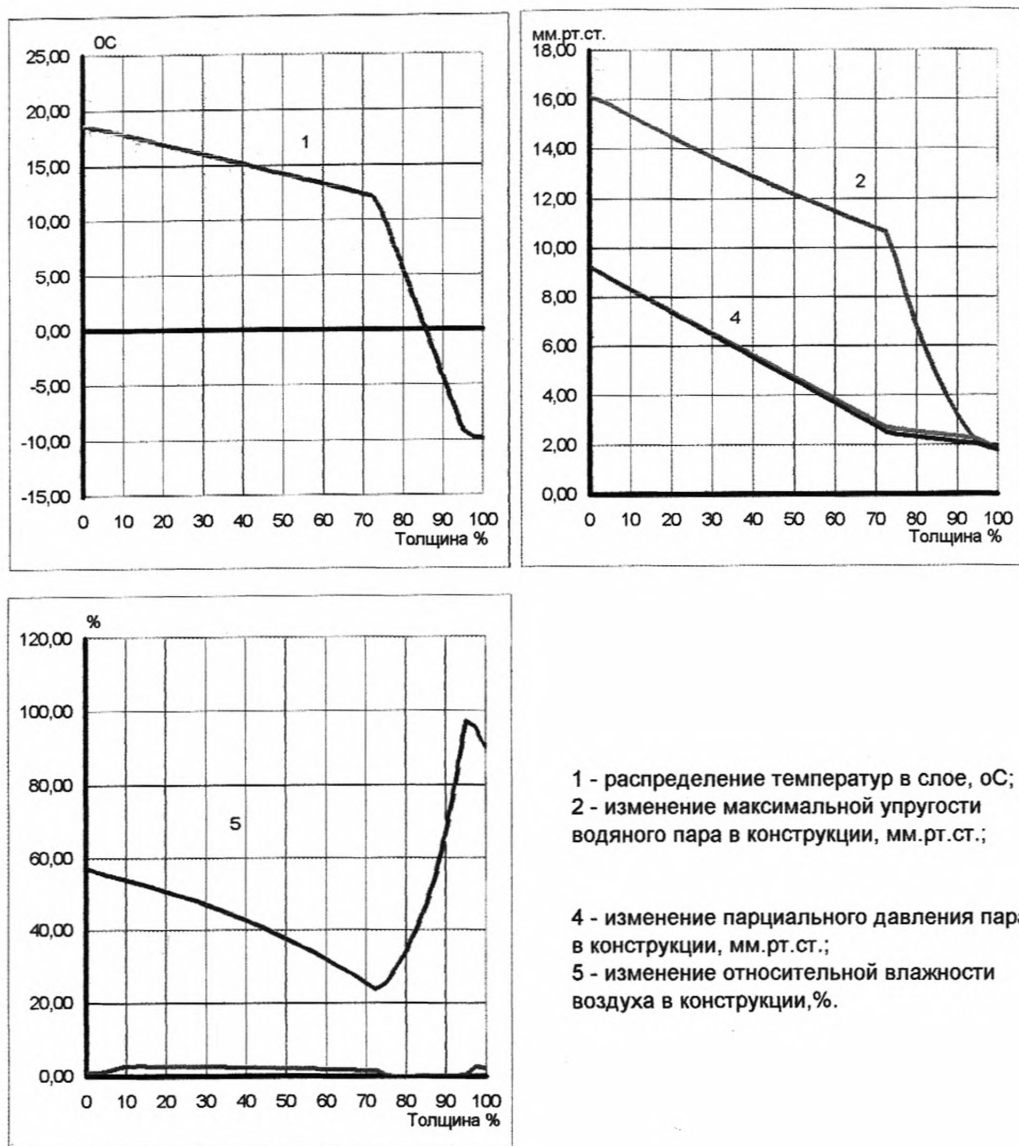 ОС
25,00
20,00
15,00
10,00
5,00
0,00
-5,00
-10,00
-15,00
1
0 10 20 30 40 50 60 70 80 90 100
Толщина %
мм.рт.ст.
18,00
16,00
14,00
12,00
10,00
8,00
6,00
4,00
2,00
0,00
2
4
0 10 20 30 40 50 60 70 80 90 100
Толщина %
%
120,00
100,00
80,00
60,00
40,00
20,00
0,00
5
0 10 20 30 40 50 60 70 80 90 100
Толщина %
1 - распределение температур в слое, оС;
2 - изменение максимальной упругости
водяного пара в конструкции, мм.рт.ст.;
4 - изменение парциального давления пара
в конструкции, мм.рт.ст.;
5 - изменение относительной влажности
воздуха в конструкции,%.